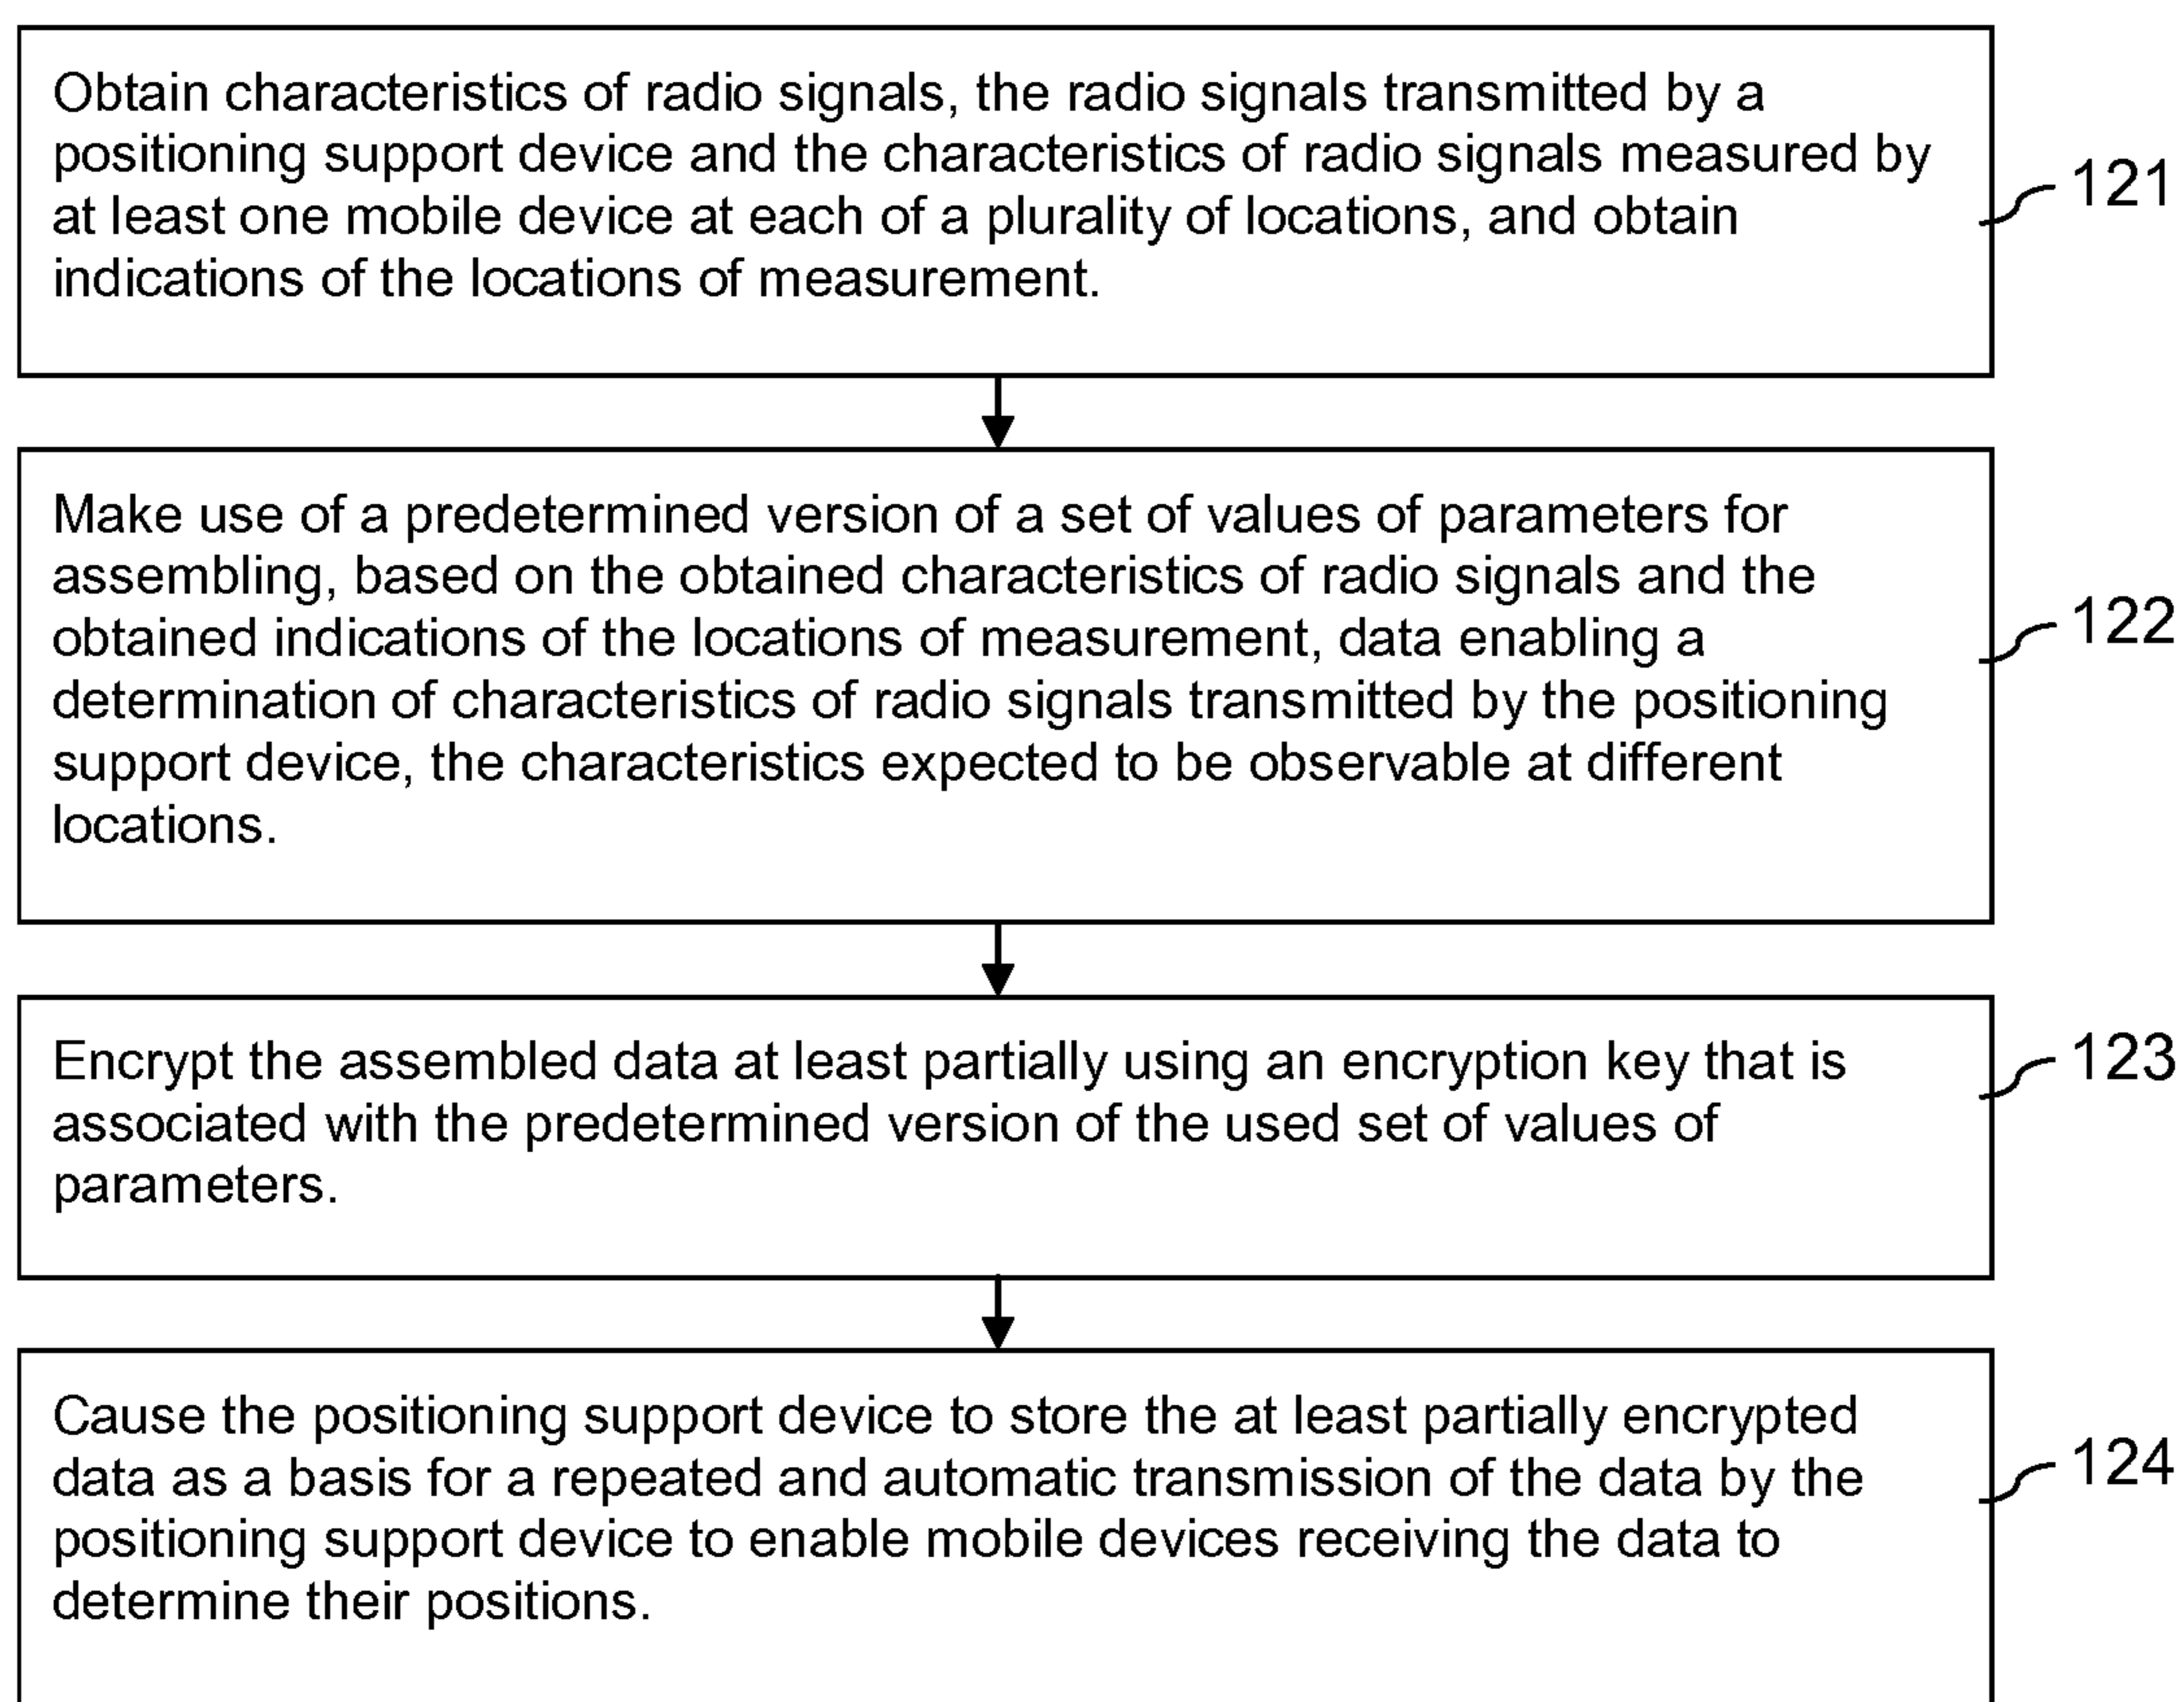 Obtain characteristics of radio signals, the radio signals transmitted by a
positioning support device and the characteristics of radio signals measured by
at least one mobile device at each of a plurality of locations, and obtain
indications of the locations of measurement.
121
Make use of a predetermined version of a set of values of parameters for
assembling, based on the obtained characteristics of radio signals and the
obtained indications of the locations of measurement, data enabling a
determination of characteristics of radio signals transmitted by the positioning
support device, the characteristics expected to be observable at different
locations.
122
Encrypt the assembled data at least partially using an encryption key that is
associated with the predetermined version of the used set of values of
parameters.
123
Cause the positioning support device to store the at least partially encrypted
data as a basis for a repeated and automatic transmission of the data by the
positioning support device to enable mobile devices receiving the data to
determine their positions.
124